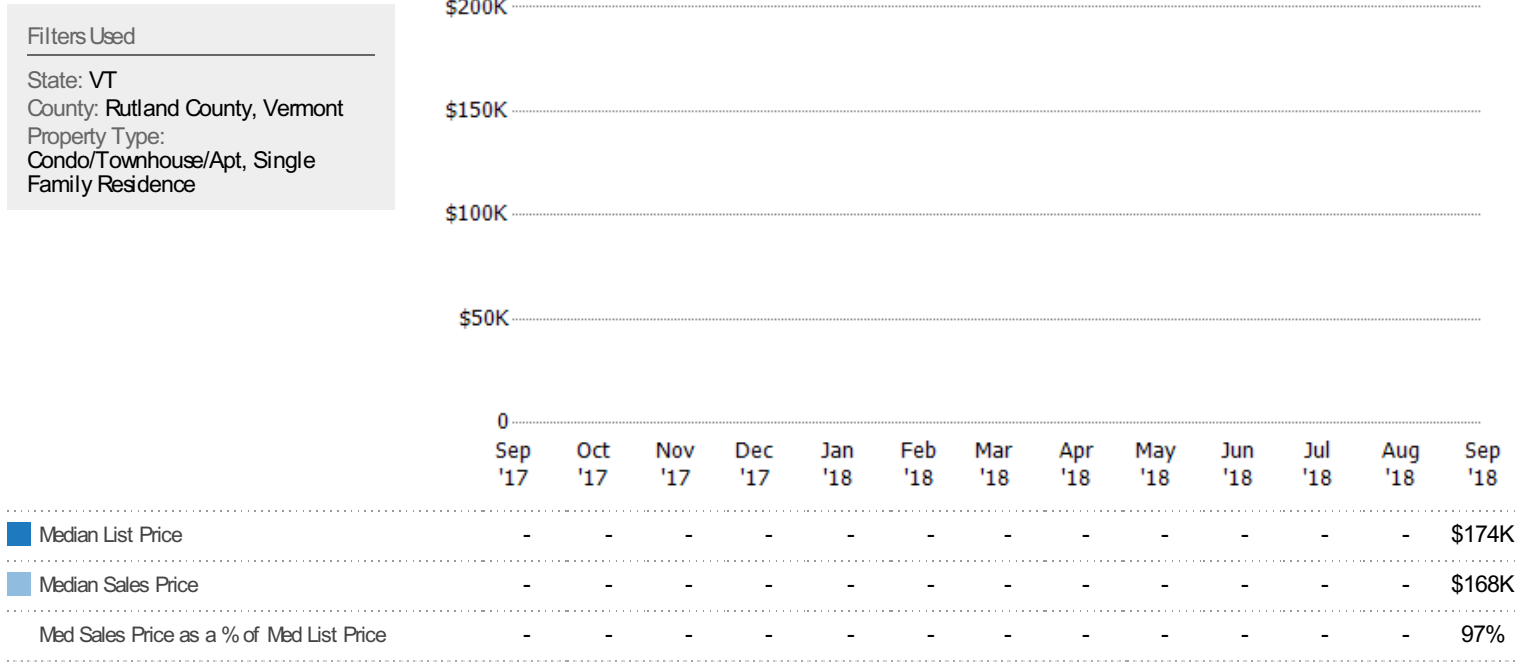 Filters Used
State: VT
County: Rutland County, Vermont
Property Type:
Condo/Townhouse/Apt, Single
Family Residence
$200K
$150K
$100K
$50K
0
Sep Oct Nov Dec Jan Feb Mar Apr May Jun Jul Aug Sep
'17 '17 '17 '17 '18 '18 '18 '18 '18 '18 '18 '18 '18
Median List Price - - - - - - - - - - - - $174K
Median Sales Price - - - - - - - - - - - - $168K
Med Sales Price as a % of Med List Price - - - - - - - - - - - - 97%